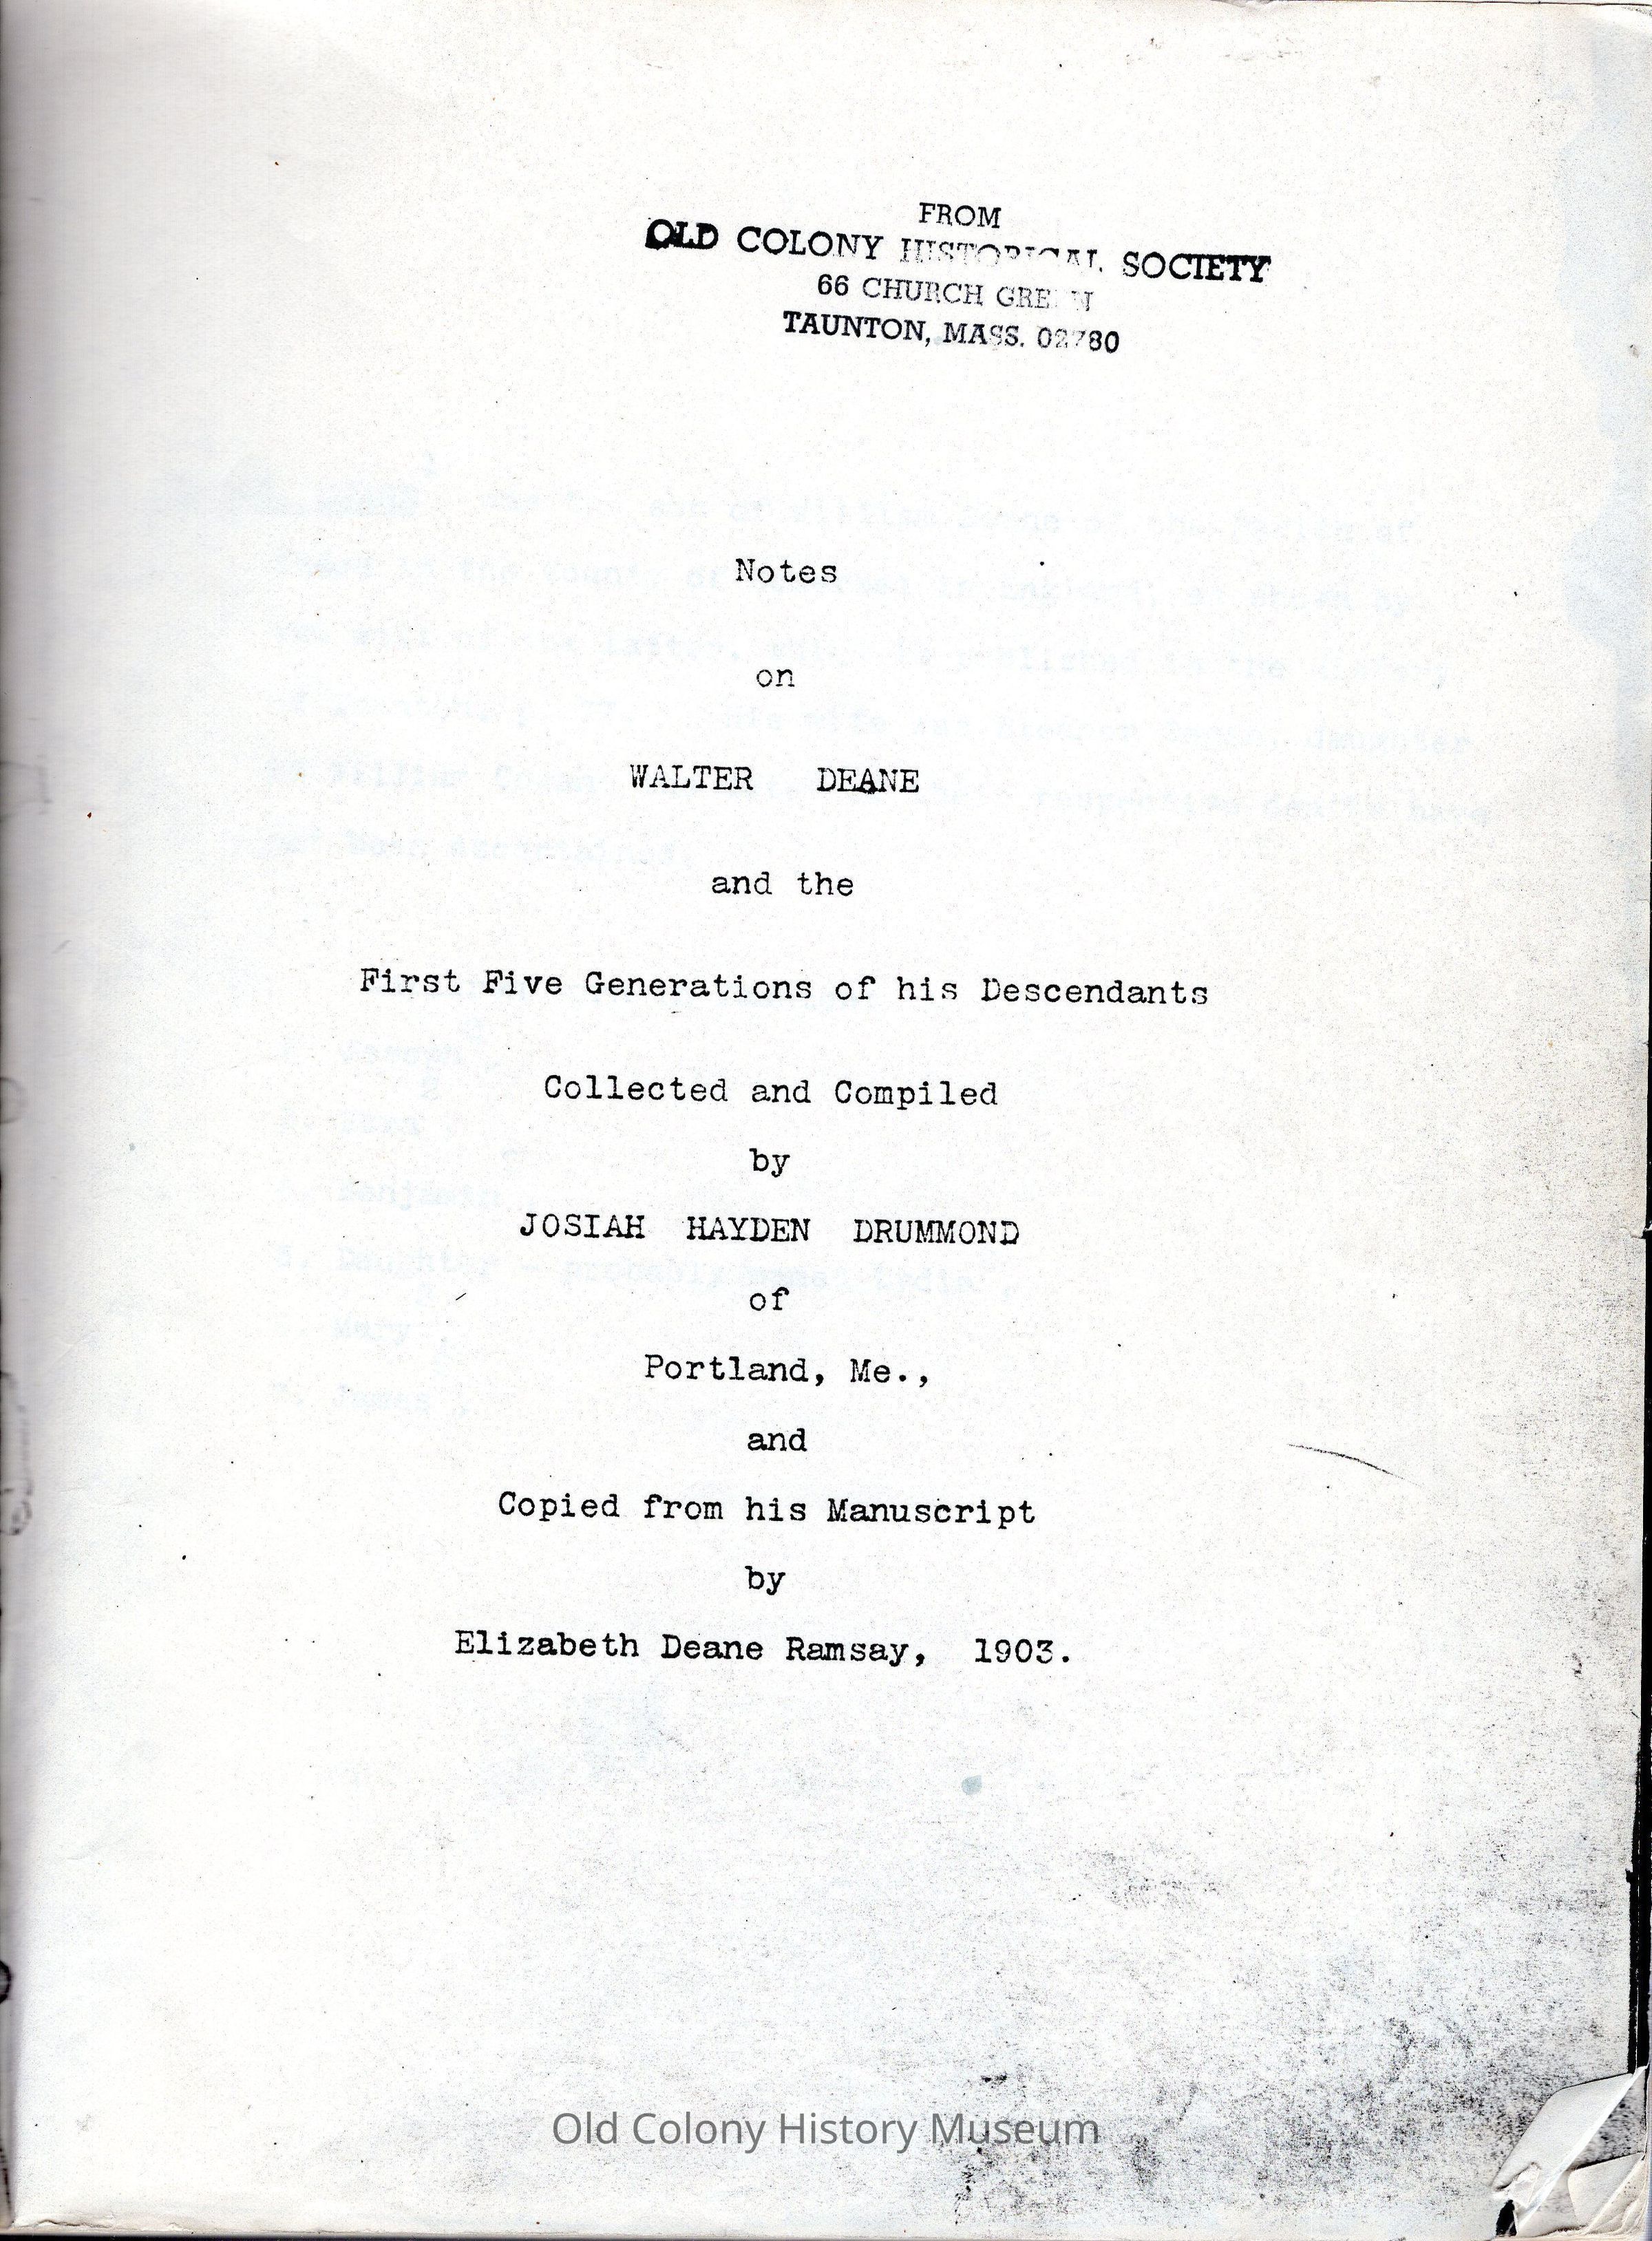 FROM
OLD COLONY HISTORICAL SOCIETY
66 CHURCH GREEN
TAUNTON, MASS. 02780
Notes
on
WALTER DEANE
and the
First Five Generations of his Descendants
Collected and Compiled
by
JOSIAH HAYDEN DRUMMOND
of
Portland, Me.,
and
Copied from his Manuscript
by
Elizabeth Deane Ramsay, 1903.
Old Colony History Museum